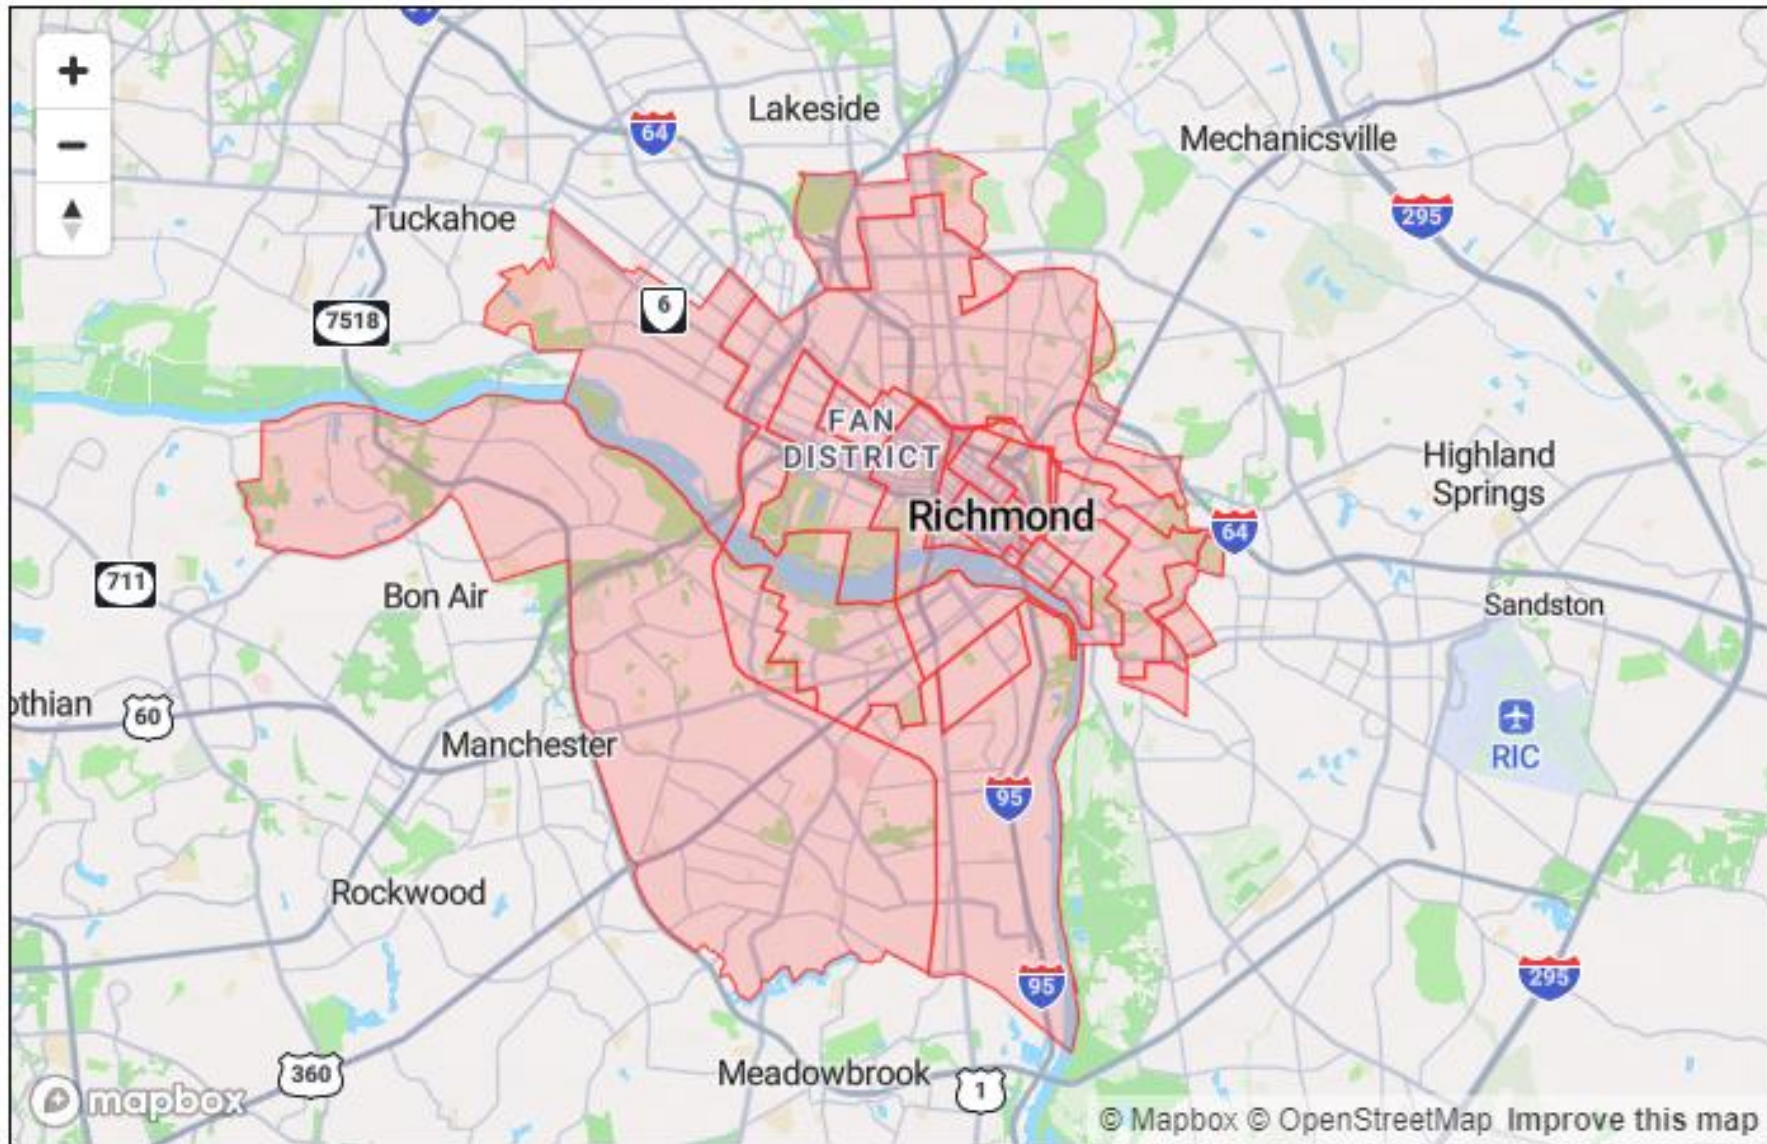 Lakeside
64
Mechanicsville
295
Tuckahoe
6
7518
FAN
DISTRICT
Highland
Springs
Richmond
64
711
Bon Air
Sandston
othian
60
Manchester
RIC
95
Rockwood
95
295
360
Meadowbrook
1
mapbox
© Mapbox © OpenStreetMap Improve this map